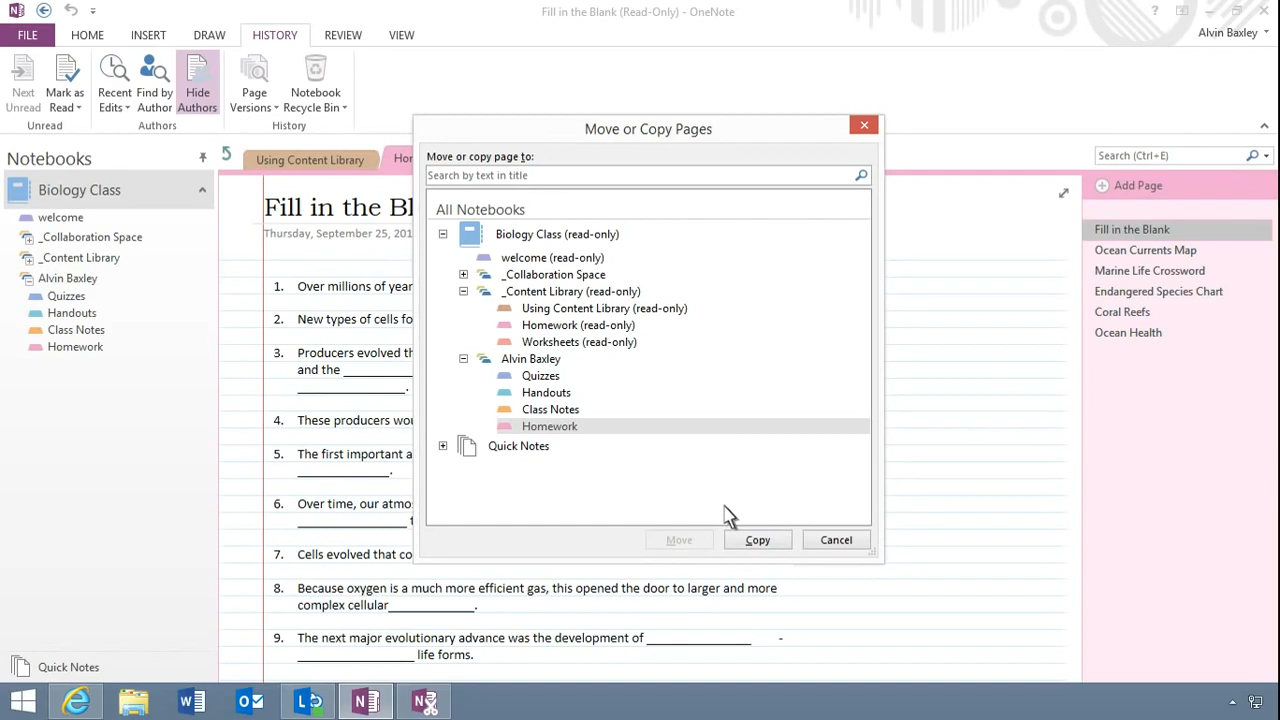 Fill in the Blank (Read-Only) - OneNote
FILE HOME INSERT DRAW HISTORY REVIEW VIEW
Alvin Baxley
Next Unread
Mark as Read
Recent Edits
Find by Author
Hide Authors
Page Versions
Notebook Recycle Bin
Unread
Authors
History
Notebooks
Biology Class
welcome
_Collaboration Space
_Content Library
Alvin Baxley
Quizzes
Handouts
Class Notes
Homework
Quick Notes
Using Content Library
Search (Ctrl+E)
Fill in the
Thursday, September 25, 201
1. Over millions of year
2. New types of cells fo
3. Producers evolved
and the ____________
____________.
4. These producers wou
5. The first important a
____________.
6. Over time, our atmos
____________ t
7. Cells evolved that co
8. Because oxygen is a much more efficient gas, this opened the door to larger and more
complex cellular____________.
9. The next major evolutionary advance was the development of ____________ -
____________ life forms.
Move or Copy Pages
Move or copy page to:
Search by text in title
All Notebooks
Biology Class (read-only)
welcome (read-only)
_Collaboration Space
_Content Library (read-only)
Using Content Library (read-only)
Homework (read-only)
Worksheets (read-only)
Alvin Baxley
Quizzes
Handouts
Class Notes
Homework
Quick Notes
Move Copy Cancel
Add Page
Fill in the Blank
Ocean Currents Map
Marine Life Crossword
Endangered Species Chart
Coral Reefs
Ocean Health